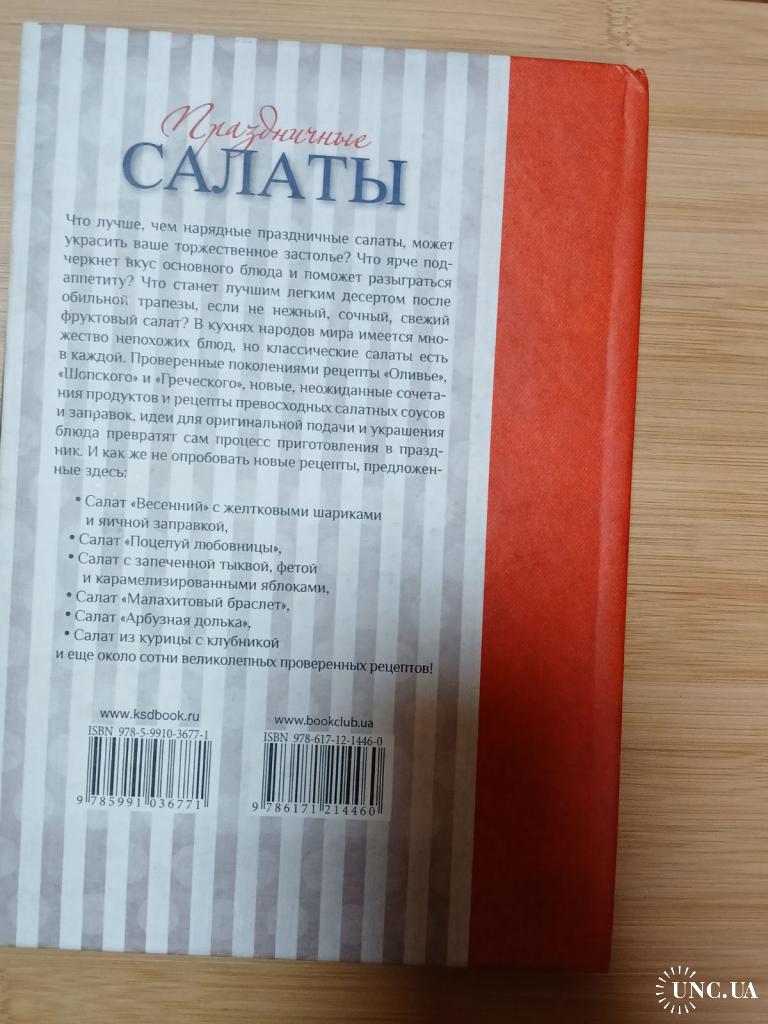 Праздничные
САЛАТЫ
Что лучше, чем нарядные праздничные салаты, может
украсить ваше торжественное застолье? Что ярче под-
черкнет вкус основного блюда и поможет разыграться
аппетиту? Что станет лучшим легким десертом после
обильной трапезы, если не нежный, сочный, свежий
фруктовый салат? В кухнях народов мира имеется мно-
жество непохожих блюд, но классические салаты есть
в каждой. Проверенные поколениями рецепты «Оливье»,
«Шопского» и «Греческого», новые, неожиданные сочета-
ния продуктов и рецепты превосходных салатных соусов
и заправок, идеи для оригинальной подачи и украшения
блюда превратят сам процесс приготовления в празд-
ник. И как же не опробовать новые рецепты, предложен-
ные здесь:
• Салат «Весенний» с желтковыми шариками
и яичной заправкой,
• Салат «Поцелуй любовницы»,
• Салат с запеченной тыквой, фетой
и карамелизированными яблоками,
• Салат «Малахитовый браслет»,
• Салат «Арбузная долька»,
• Салат из курицы с клубникой
и еще около сотни великолепных проверенных рецептов!
www.ksdbook.ru
ISBN 978-5-9910-3677-1
9 785991 036771
www.bookclub.ua
ISBN 978-617-12-1446-0
9 786171 214460
UNC.UA